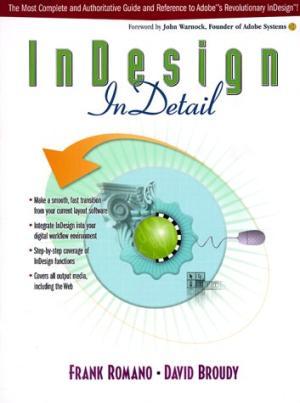 The Most Complete and Authoritative Guide and Reference to Adobe™s Revolutionary InDesign™!
Foreword by John Warnock, Founder of Adobe Systems
InDesign
InDetail
• Make a smooth, fast transition
from your current layout software
• Integrate InDesign into your
digital workflow environment
• Step-by-step coverage of
InDesign functions
• Covers all output media,
including the Web
FRANK ROMANO • DAVID BROUDY